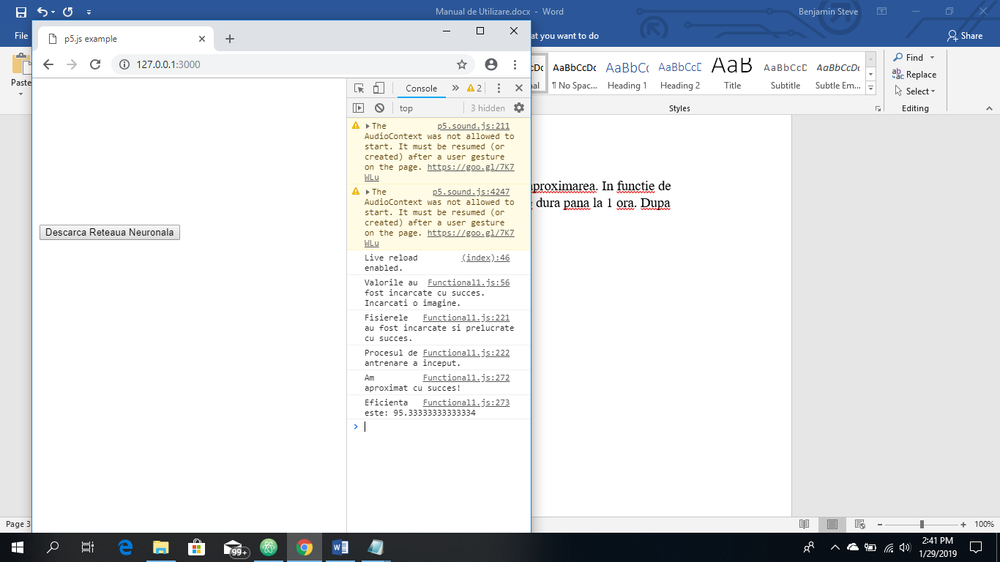 Manual de Utilizare.docx - Word
Benjamin Steve
File
at you want to do
Share
p5.js example
127.0.0.1:3000
Paste
AaBbCcDc
¶ No Spac...
AaBbCc
Heading 1
AaBbCcD
Heading 2
AaB
Title
AaBbCcD
Subtitle
AaBbCcDc
Subtle Em...
Styles
Find
Replace
Select
Editing
Console
2
top
3 hidden
The p5.sound.js:211
AudioContext was not allowed to
start. It must be resumed (or
created) after a user gesture
on the page. https://goo.gl/7K7
WLu
The p5.sound.js:4247
AudioContext was not allowed to
start. It must be resumed (or
created) after a user gesture
on the page. https://goo.gl/7K7
WLu
Live reload (index):46
enabled.
Valorile au Functional1.js:56
fost incarcate cu succes.
Incarcati o imagine.
Fisierele Functional1.js:221
au fost incarcate si prelucrate
cu succes.
Procesul de Functional1.js:222
antrenare a inceput.
Am Functional1.js:272
aproximat cu succes!
Eficienta Functional1.js:273
este: 95.33333333333334
Descarca Reteaua Neuronala
aproximarea. In functie de
dura pana la 1 ora. Dupa
Page 3
100%
99+
2:41 PM
1/29/2019